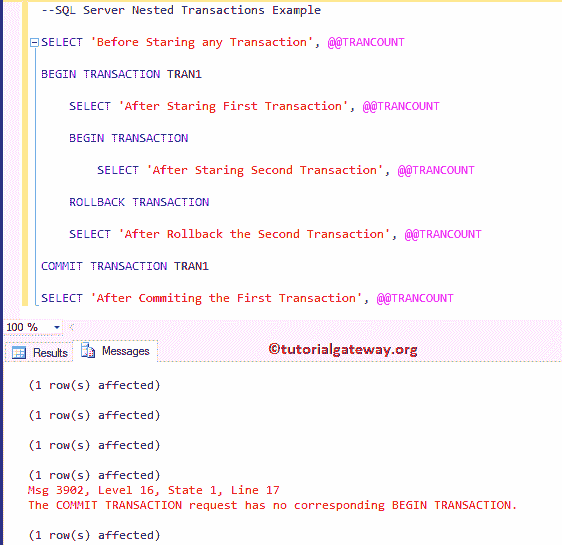 --SQL Server Nested Transactions Example
SELECT 'Before Staring any Transaction', @@TRANCOUNT
BEGIN TRANSACTION TRAN1
SELECT 'After Staring First Transaction', @@TRANCOUNT
BEGIN TRANSACTION
SELECT 'After Staring Second Transaction', @@TRANCOUNT
ROLLBACK TRANSACTION
SELECT 'After Rollback the Second Transaction', @@TRANCOUNT
COMMIT TRANSACTION TRAN1
SELECT 'After Commiting the First Transaction', @@TRANCOUNT
100 %
Results Messages ©tutorialgateway.org
(1 row(s) affected)
(1 row(s) affected)
(1 row(s) affected)
(1 row(s) affected)
Msg 3902, Level 16, State 1, Line 17
The COMMIT TRANSACTION request has no corresponding BEGIN TRANSACTION.
(1 row(s) affected)